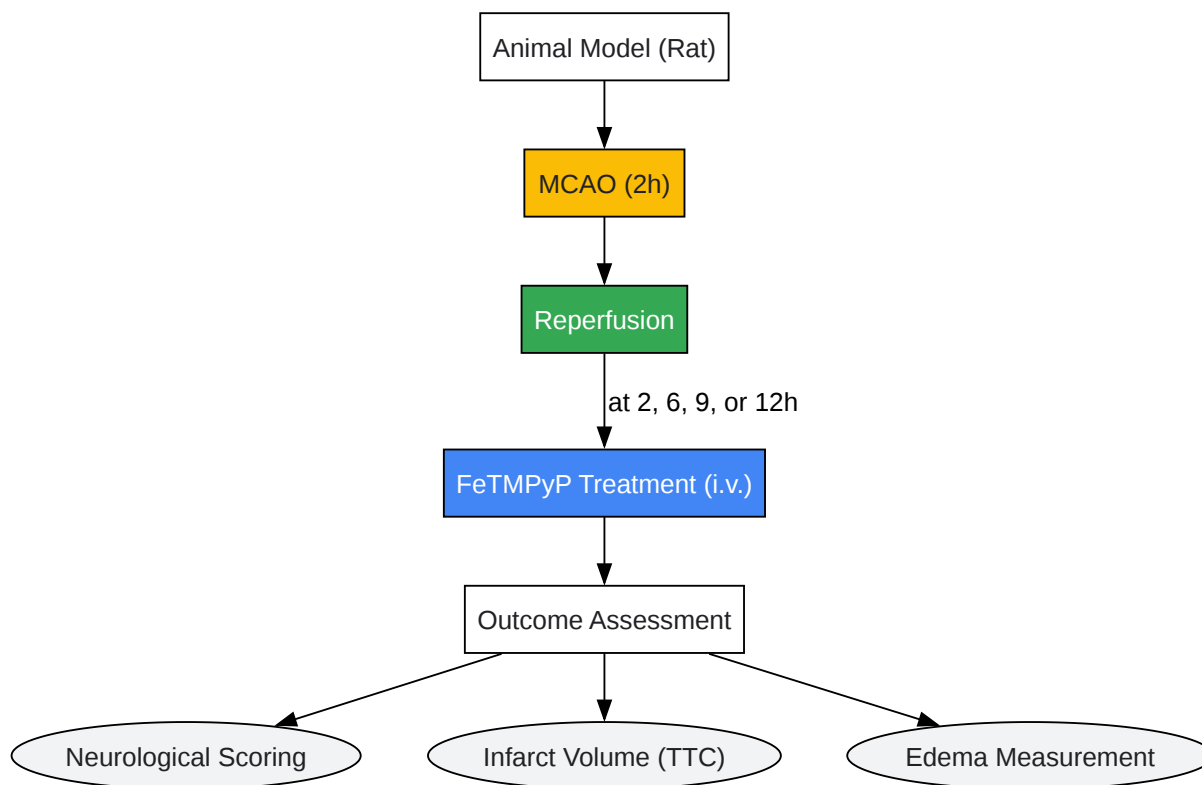 Animal Model (Rat)
MCAO (2h)
Reperfusion
at 2, 6, 9, or 12h
FeTMPyP Treatment (i.v.)
Outcome Assessment
Neurological Scoring
Infarct Volume (TTC)
Edema Measurement